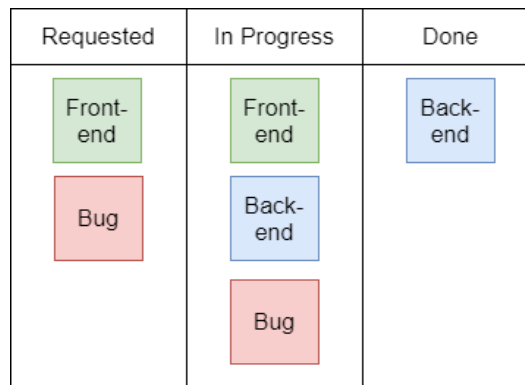 Requested
In Progress
Done
Front-
end
Front-
end
Back-
end
Bug
Back-
end
Bug